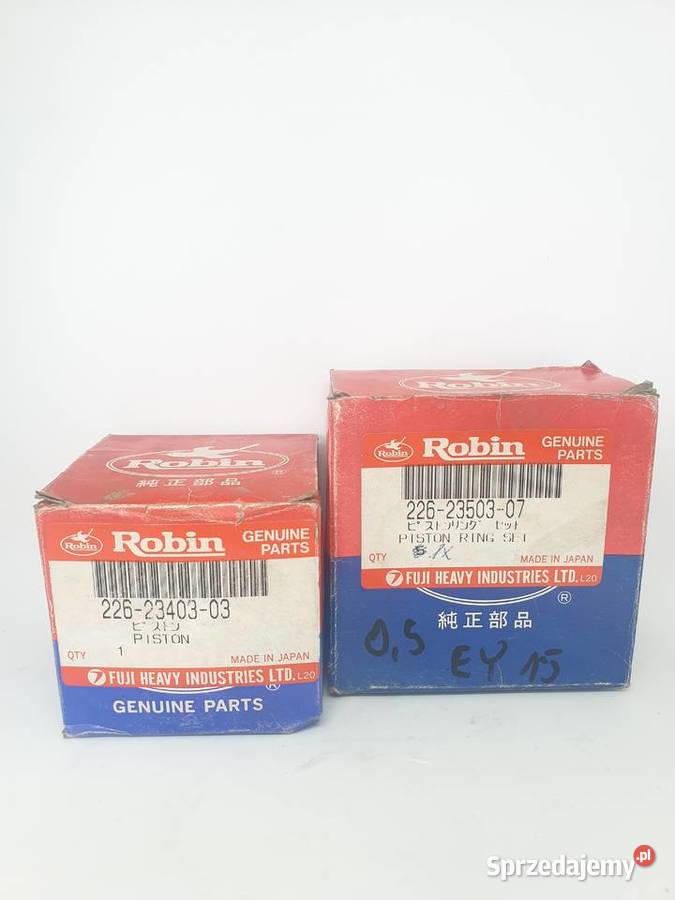 Robin
純正部品
Robin
Robin
GENUINE
PARTS
226-23403-03
ピストン
PISTON
QTY
1
MADE IN JAPAN
FUJI HEAVY INDUSTRIES LTD.
L20
®
GENUINE PARTS
Robin
Robin
Robin
GENUINE
PARTS
226-23503-07
ピストンリング セット
PISTON RING SET
QTY
1X
MADE IN JAPAN
FUJI HEAVY INDUSTRIES LTD.
L20
®
純正部品
0,5
EY 15
Sprzedajemy.pl